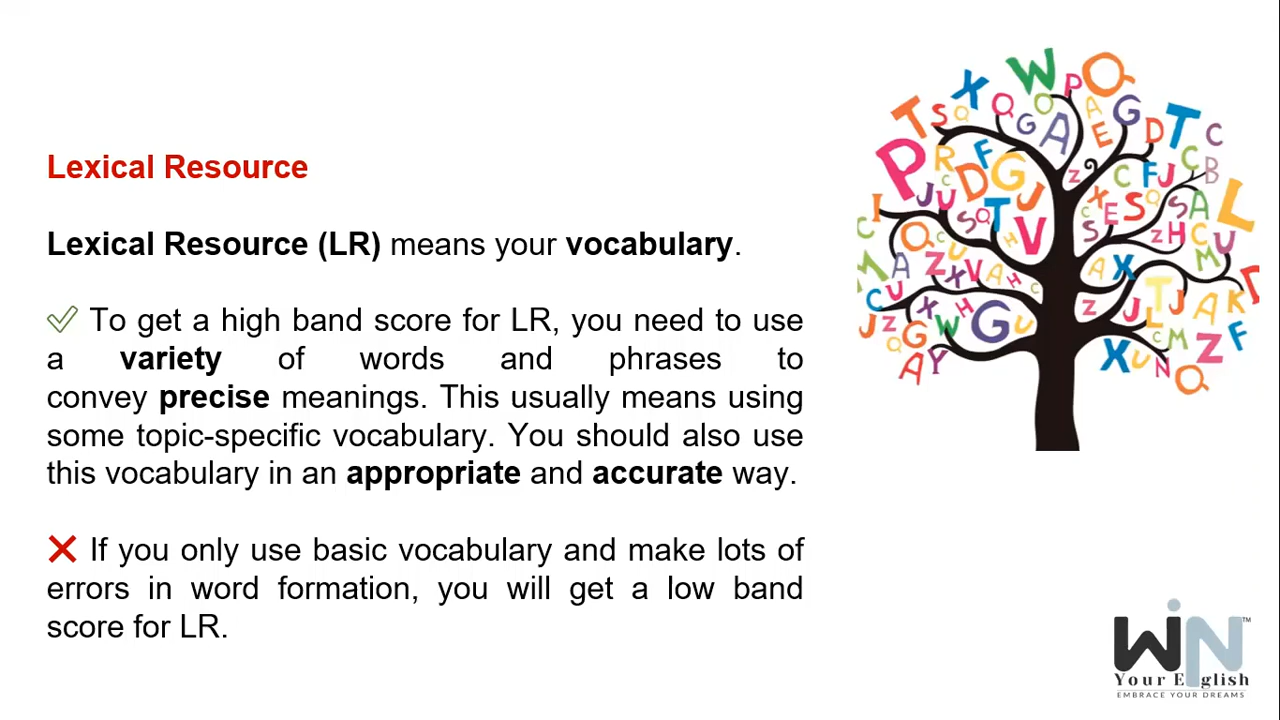 Lexical Resource
Lexical Resource (LR) means your vocabulary.
To get a high band score for LR, you need to use
a variety of words and phrases to
convey precise meanings. This usually means using
some topic-specific vocabulary. You should also use
this vocabulary in an appropriate and accurate way.
If you only use basic vocabulary and make lots of
errors in word formation, you will get a low band
score for LR.
WiN™
Your English
EMBRACE YOUR DREAMS